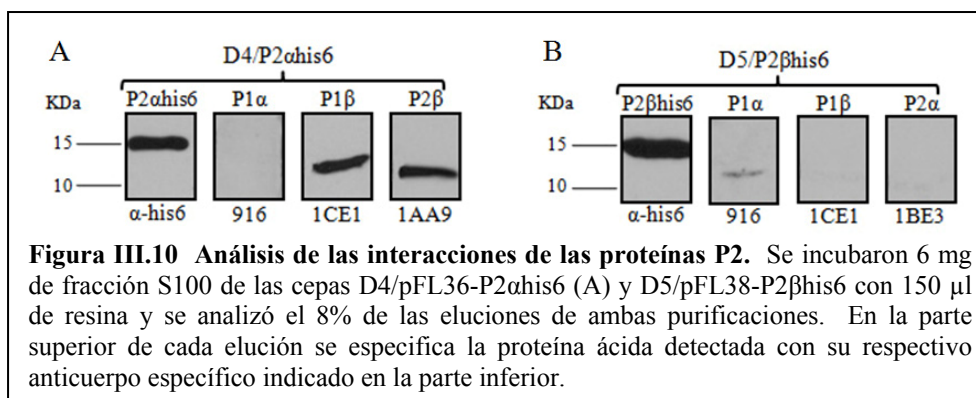 A
D4/P2αhis6
KDa P2αhis6 P1α P1β P2β
15
10
α-his6 916 1CE1 1AA9
B
D5/P2βhis6
KDa P2βhis6 P1α P1β P2α
15
10
α-his6 916 1CE1 1BE3
Figura III.10 Análisis de las interacciones de las proteínas P2. Se incubaron 6 mg
de fracción S100 de las cepas D4/pFL36-P2αhis6 (A) y D5/pFL38-P2βhis6 con 150 µl
de resina y se analizó el 8% de las eluciones de ambas purificaciones. En la parte
superior de cada elución se especifica la proteína ácida detectada con su respectivo
anticuerpo específico indicado en la parte inferior.